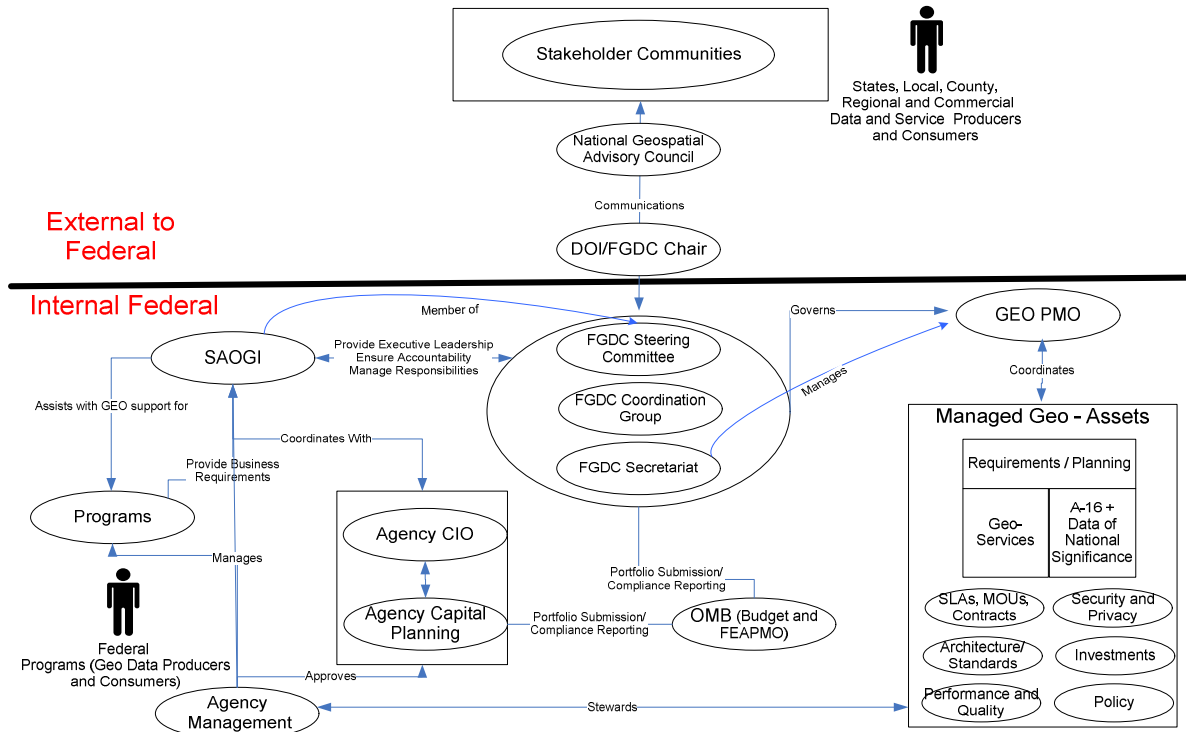 Stakeholder Communities
States, Local, County,
Regional and Commercial
Data and Service Producers
and Consumers
National Geospatial
Advisory Council
Communications
External to
Federal
DOI/FGDC Chair
Internal Federal
Member of
Governs
GEO PMO
SAOGI
Provide Executive Leadership
Ensure Accountability
Manage Responsibilities
FGDC Steering
Committee
Manages
Coordinates
Assists with GEO support for
FGDC Coordination
Group
Managed Geo - Assets
Coordinates With
FGDC Secretariat
Provide Business
Requirements
Requirements / Planning
Programs
Geo-
Services
A-16 +
Data of
National
Significance
Agency CIO
Manages
Portfolio Submission/
Compliance Reporting
Agency Capital
Planning
Portfolio Submission/
Compliance Reporting
OMB (Budget and
FEAPMO)
SLAs, MOUs,
Contracts
Security and
Privacy
Federal
Programs (Geo Data Producers
and Consumers)
Architecture/
Standards
Investments
Approves
Agency
Management
Stewards
Performance and
Quality
Policy